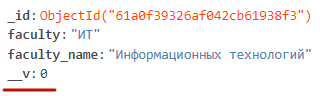 _id: ObjectId("61a0f39326af042cb61938f3")
faculty: "ИТ"
faculty_name: "Информационных технологий"
__v: 0